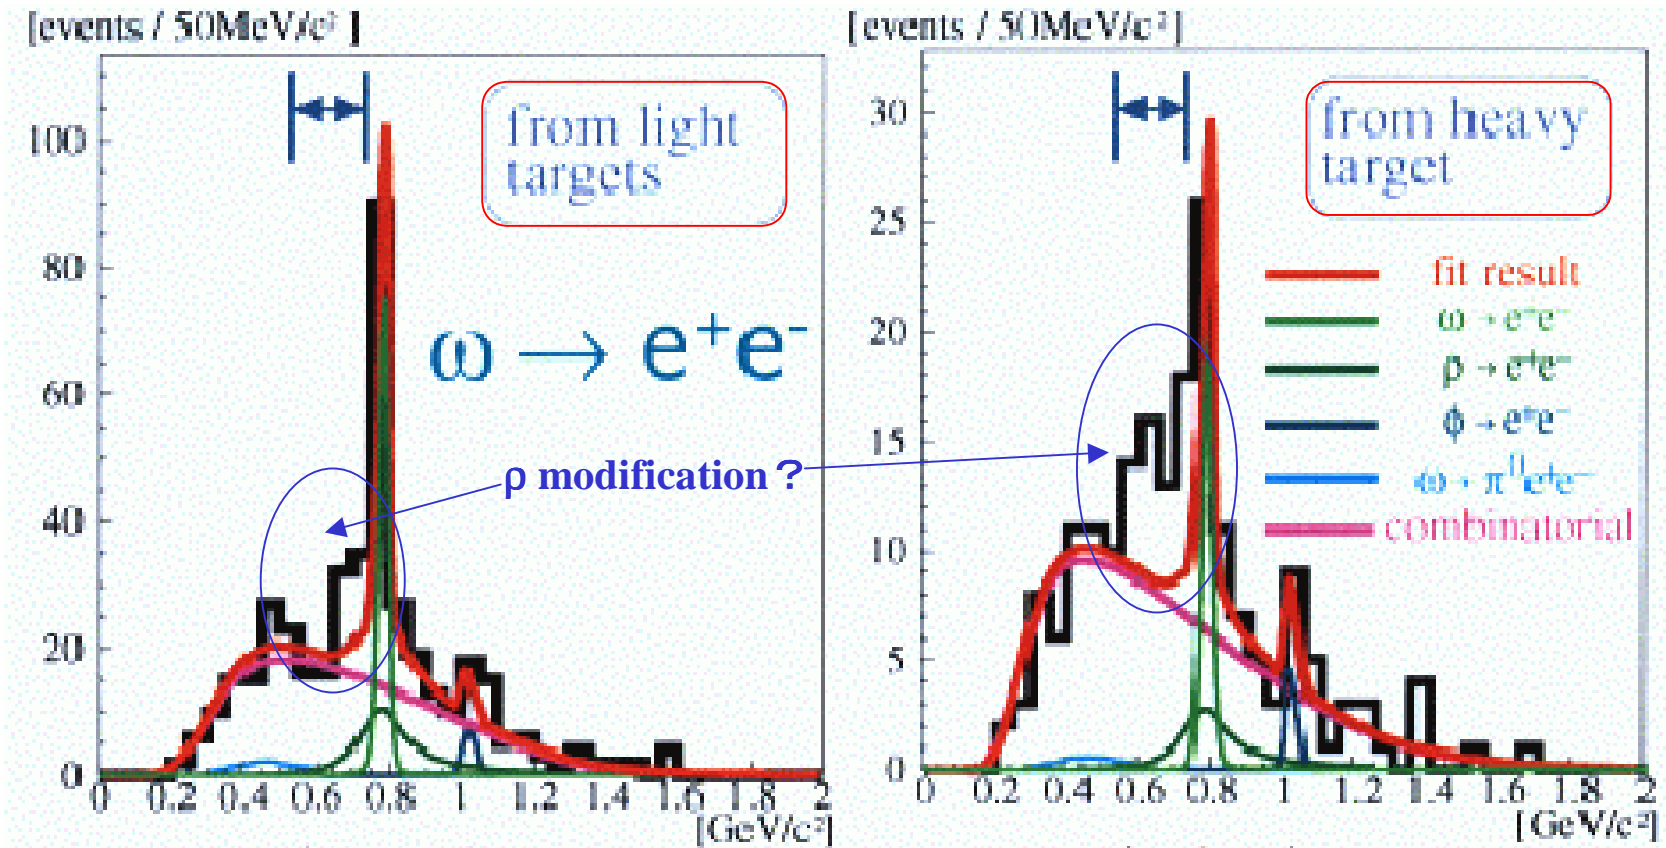 [events / 50MeV/c² ]
from light
targets
ω → e⁺e⁻
100
80
60
40
20
0
0 0.2 0.4 0.6 0.8 1 1.2 1.4 1.6 1.8 2
[GeV/c²]
ρ modification ?
[events / 50MeV/c²]
from heavy
target
fit result
ω → e⁺e⁻
ρ → e⁺e⁻
ϕ → e⁺e⁻
ω → π⁰e⁺e⁻
combinatorial
30
25
20
15
10
5
0
0 0.2 0.4 0.6 0.8 1 1.2 1.4 1.6 1.8 2
[GeV/c²]